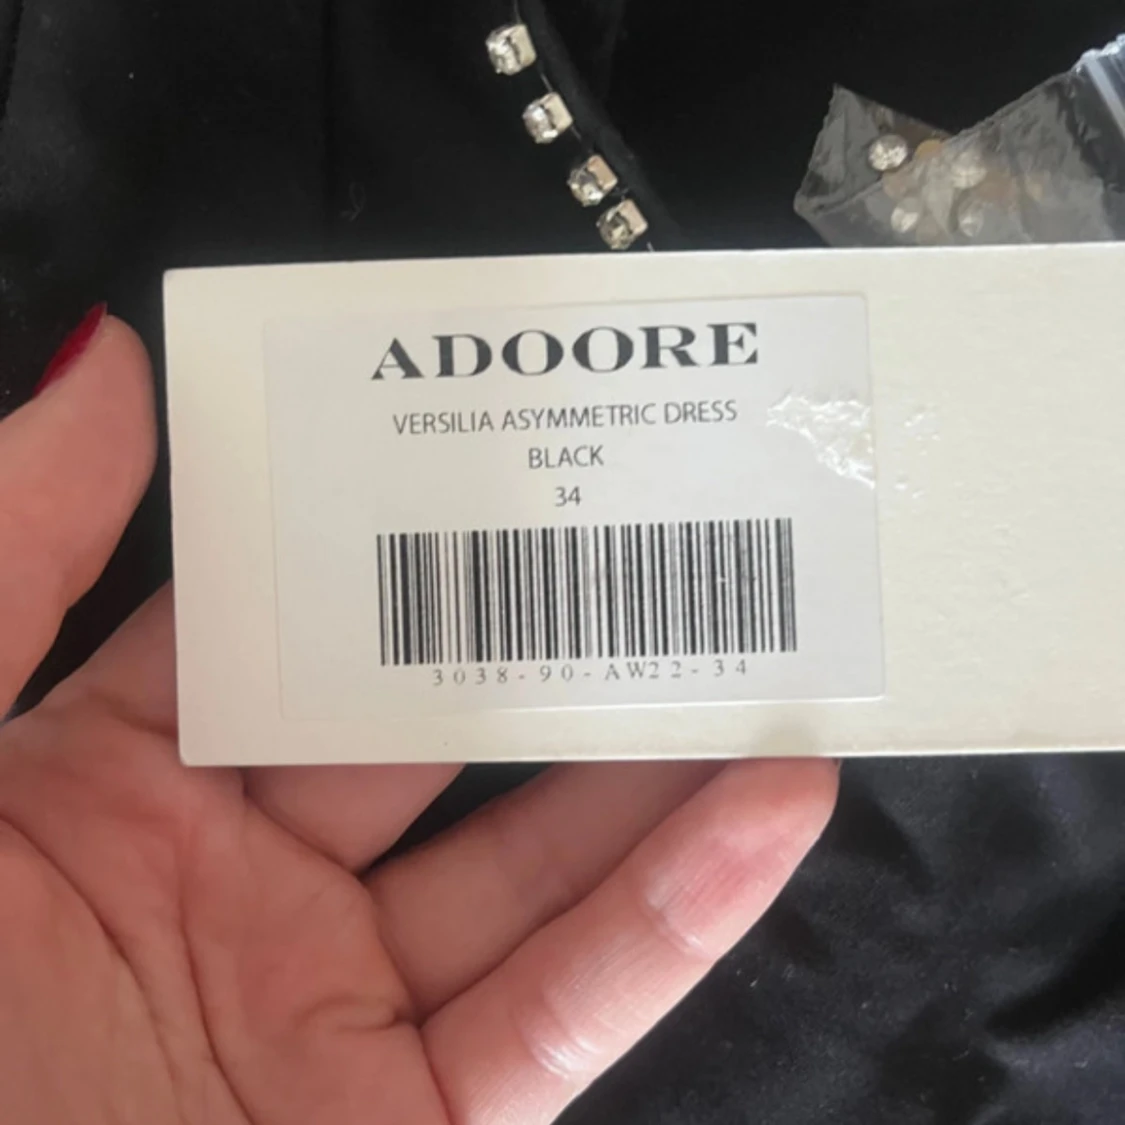 ADOORE
VERSILIA ASYMMETRIC DRESS
BLACK
34
3038-90-AW22-34